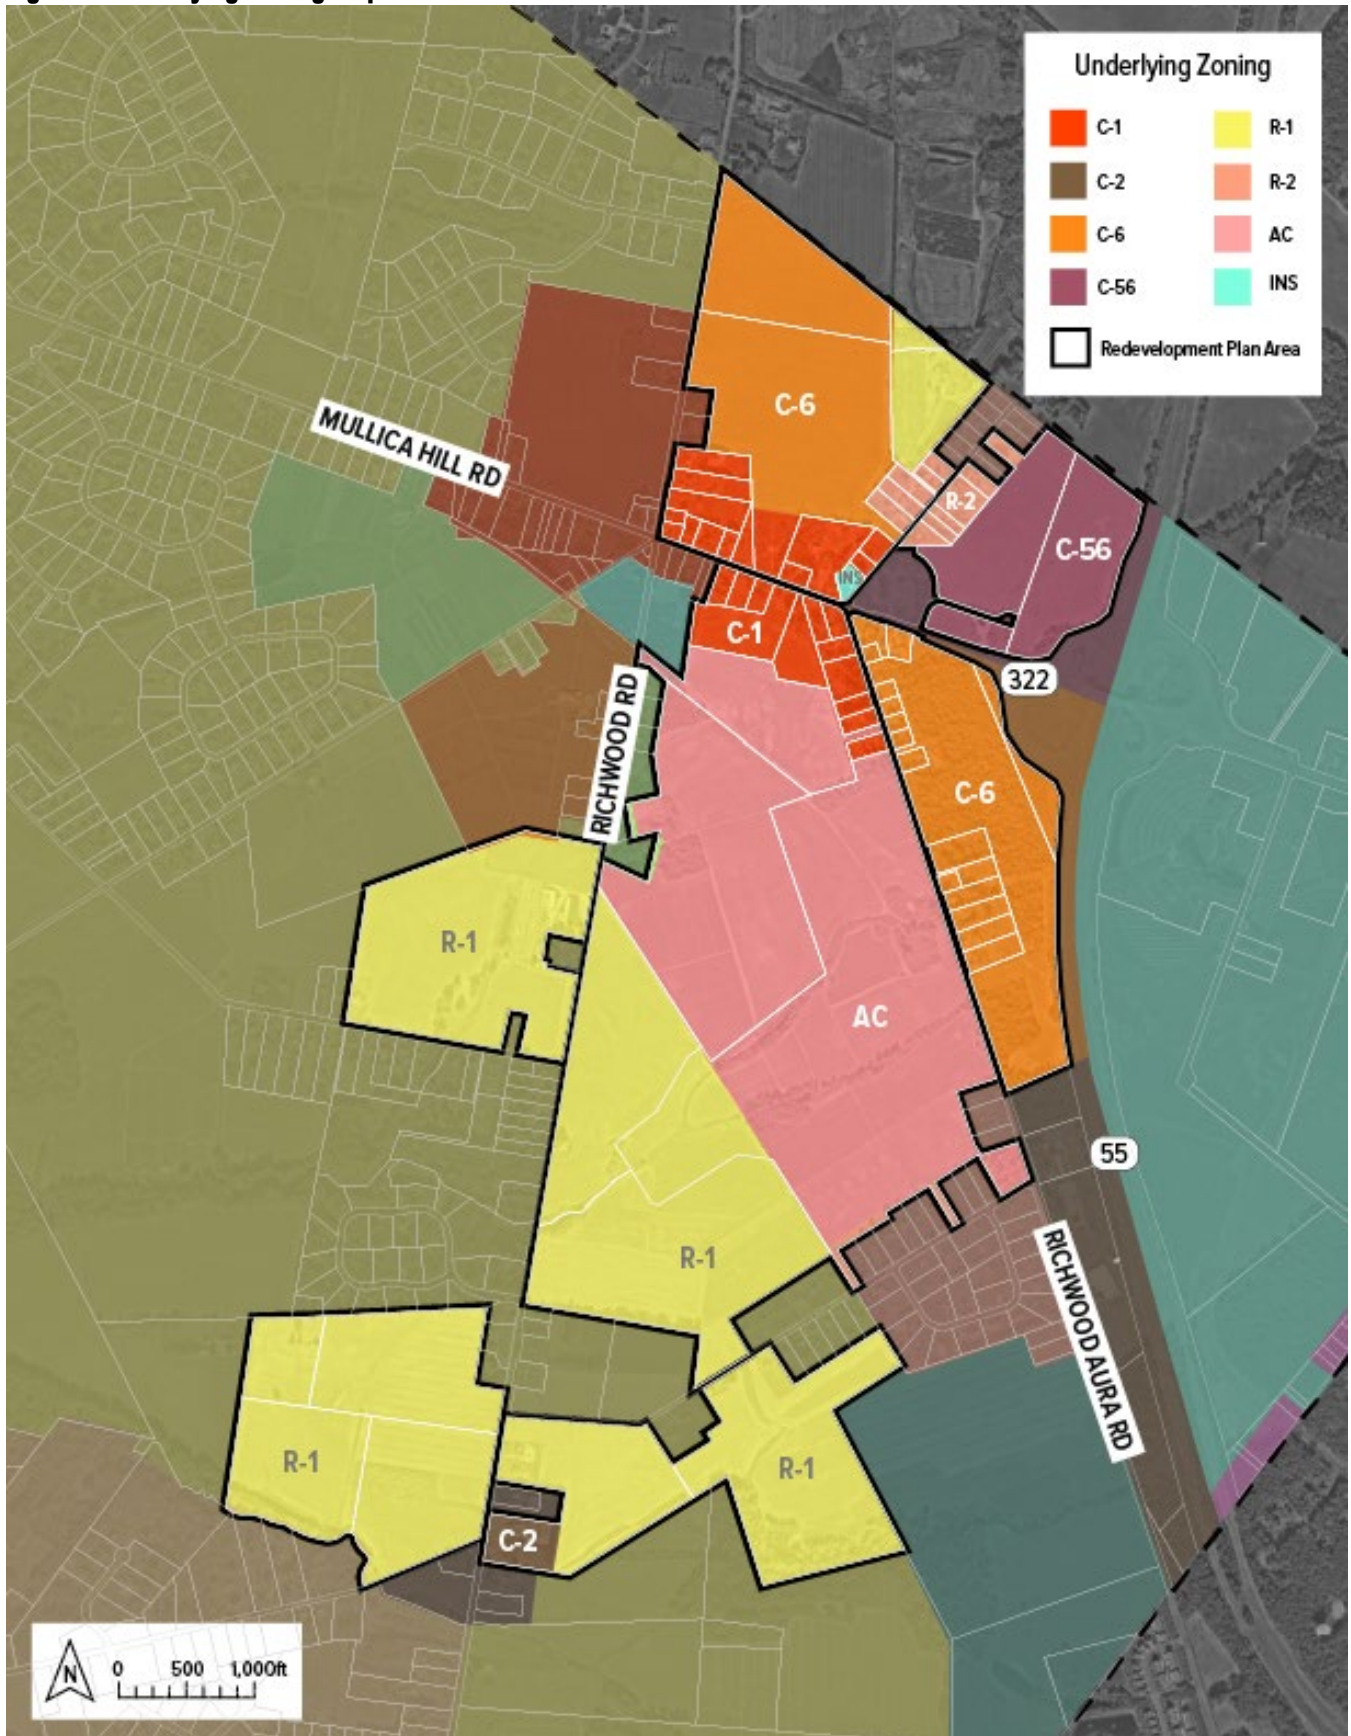 Underlying Zoning
C-1
R-1
C-2
R-2
C-6
AC
C-56
INS
Redevelopment Plan Area
C-6
MULLICA HILL RD
R-2
C-56
INS
C-1
322
RICHWOOD RD
C-6
R-1
AC
55
R-1
RICHWOOD AURA RD
R-1
R-1
C-2
N
0 500 1,000ft